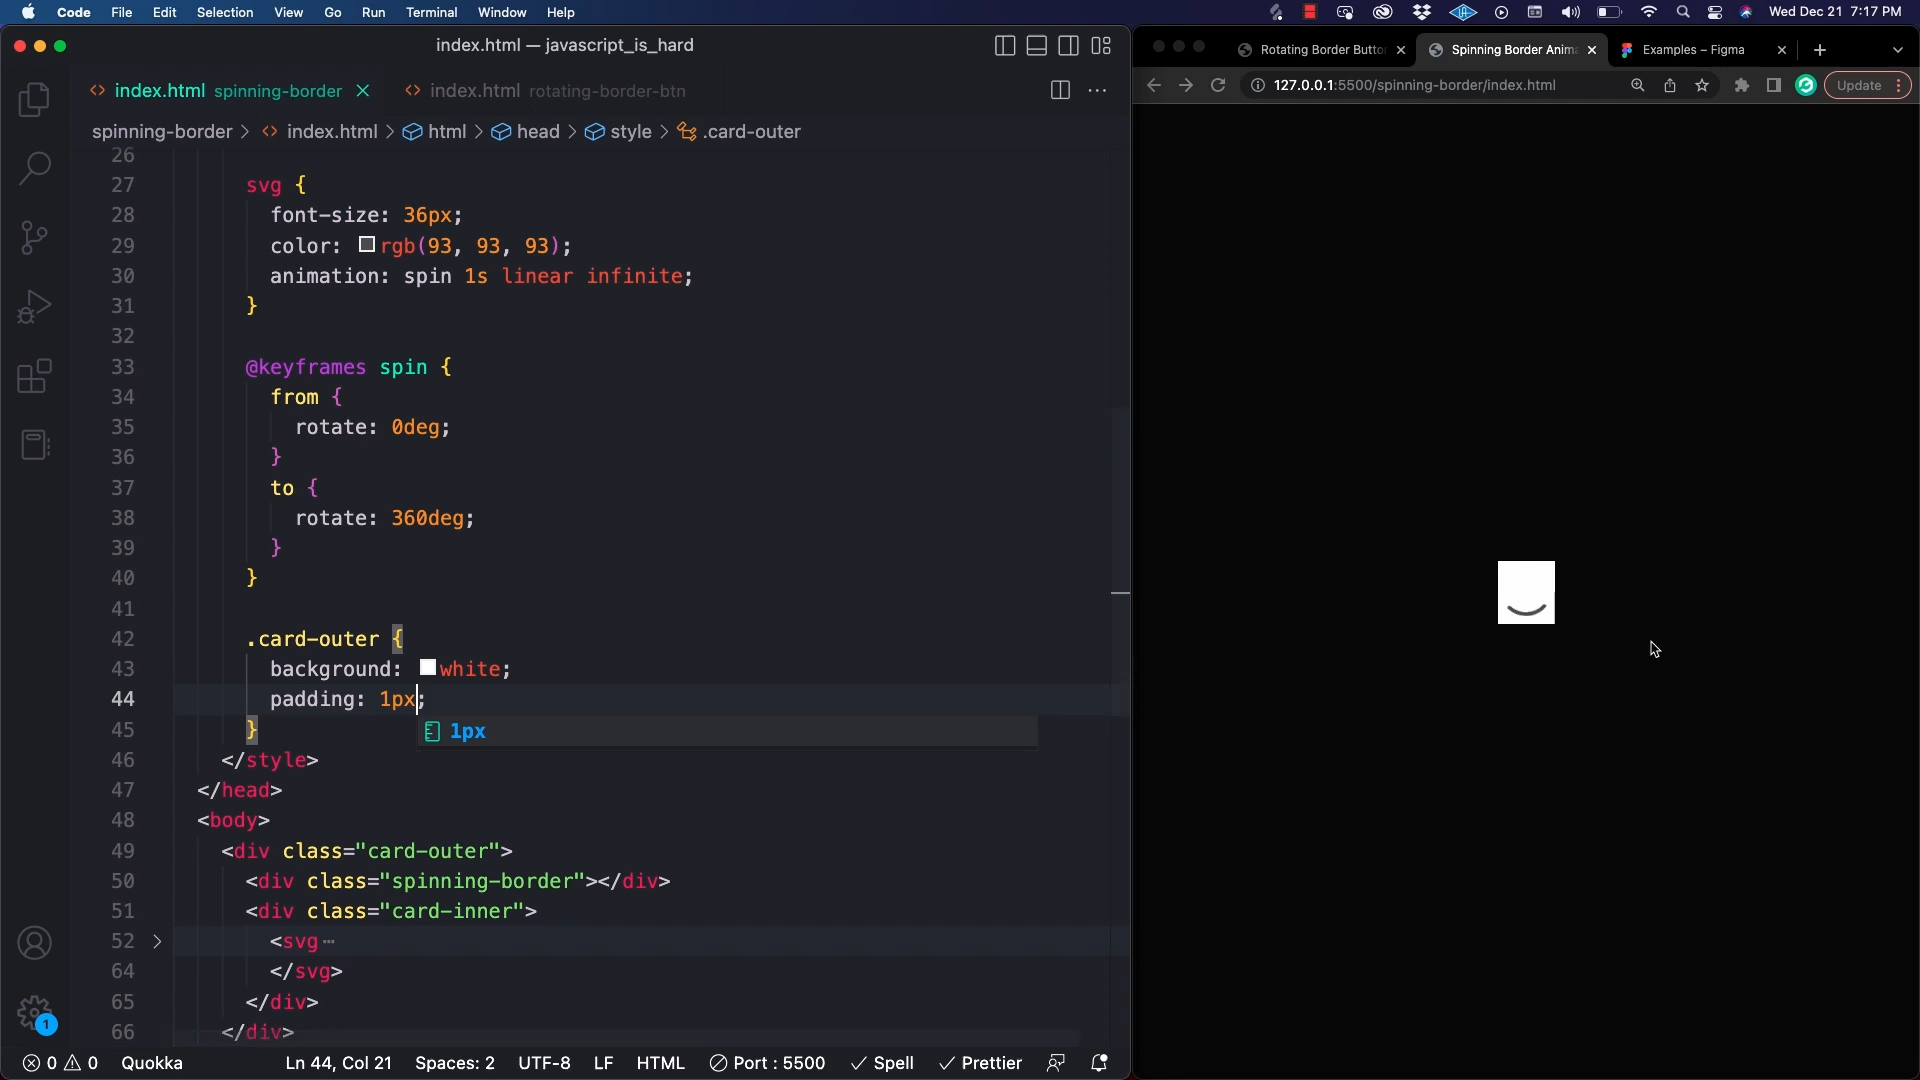 Code File Edit Selection View Go Run Terminal Window Help Wed Dec 21 7:17 PM
index.html — javascript_is_hard
Rotating Border Butto
Spinning Border Anim
Examples – Figma
index.html spinning-border
index.html rotating-border-btn
127.0.0.1:5500/spinning-border/index.html
Update
spinning-border > index.html > html > head > style > .card-outer
26
27 svg {
28 font-size: 36px;
29 color: rgb(93, 93, 93);
30 animation: spin 1s linear infinite;
31 }
32
33 @keyframes spin {
34 from {
35 rotate: 0deg;
36 }
37 to {
38 rotate: 360deg;
39 }
40 }
41
42 .card-outer {
43 background: white;
44 padding: 1px;
45 }
1px
46 </style>
47 </head>
48 <body>
49 <div class="card-outer">
50 <div class="spinning-border"></div>
51 <div class="card-inner">
52 <svg⋯
64 </svg>
65 </div>
66 </div>
1
0 0 Quokka Ln 44, Col 21 Spaces: 2 UTF-8 LF HTML Port : 5500 Spell Prettier